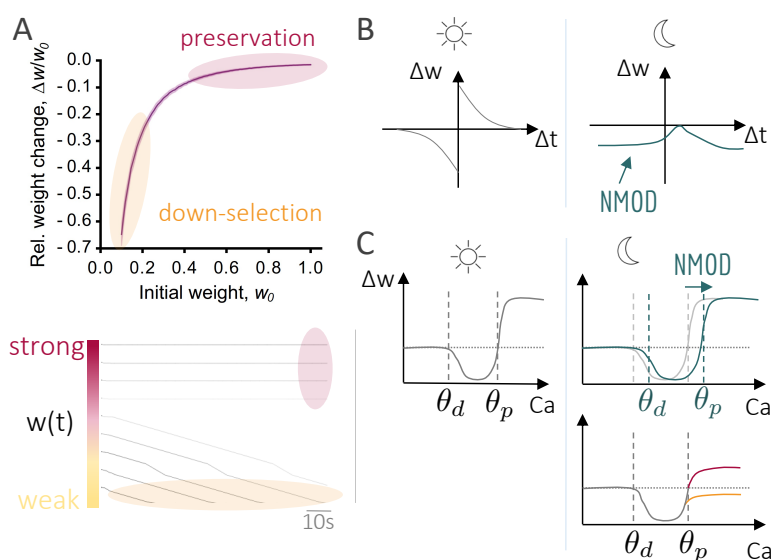 A
preservation
Rel. weight change, Δw/w₀
0.0
- 0.1
- 0.2
- 0.3
- 0.4
- 0.5
- 0.6
- 0.7
down-selection
0.0
0.2
0.4
0.6
0.8
1.0
Initial weight, w₀
strong
w(t)
weak
10s
B
Δw
Δt
Δw
Δt
NMOD
C
Δw
θd
θp
Ca
NMOD
θd
θp
Ca
θd
θp
Ca